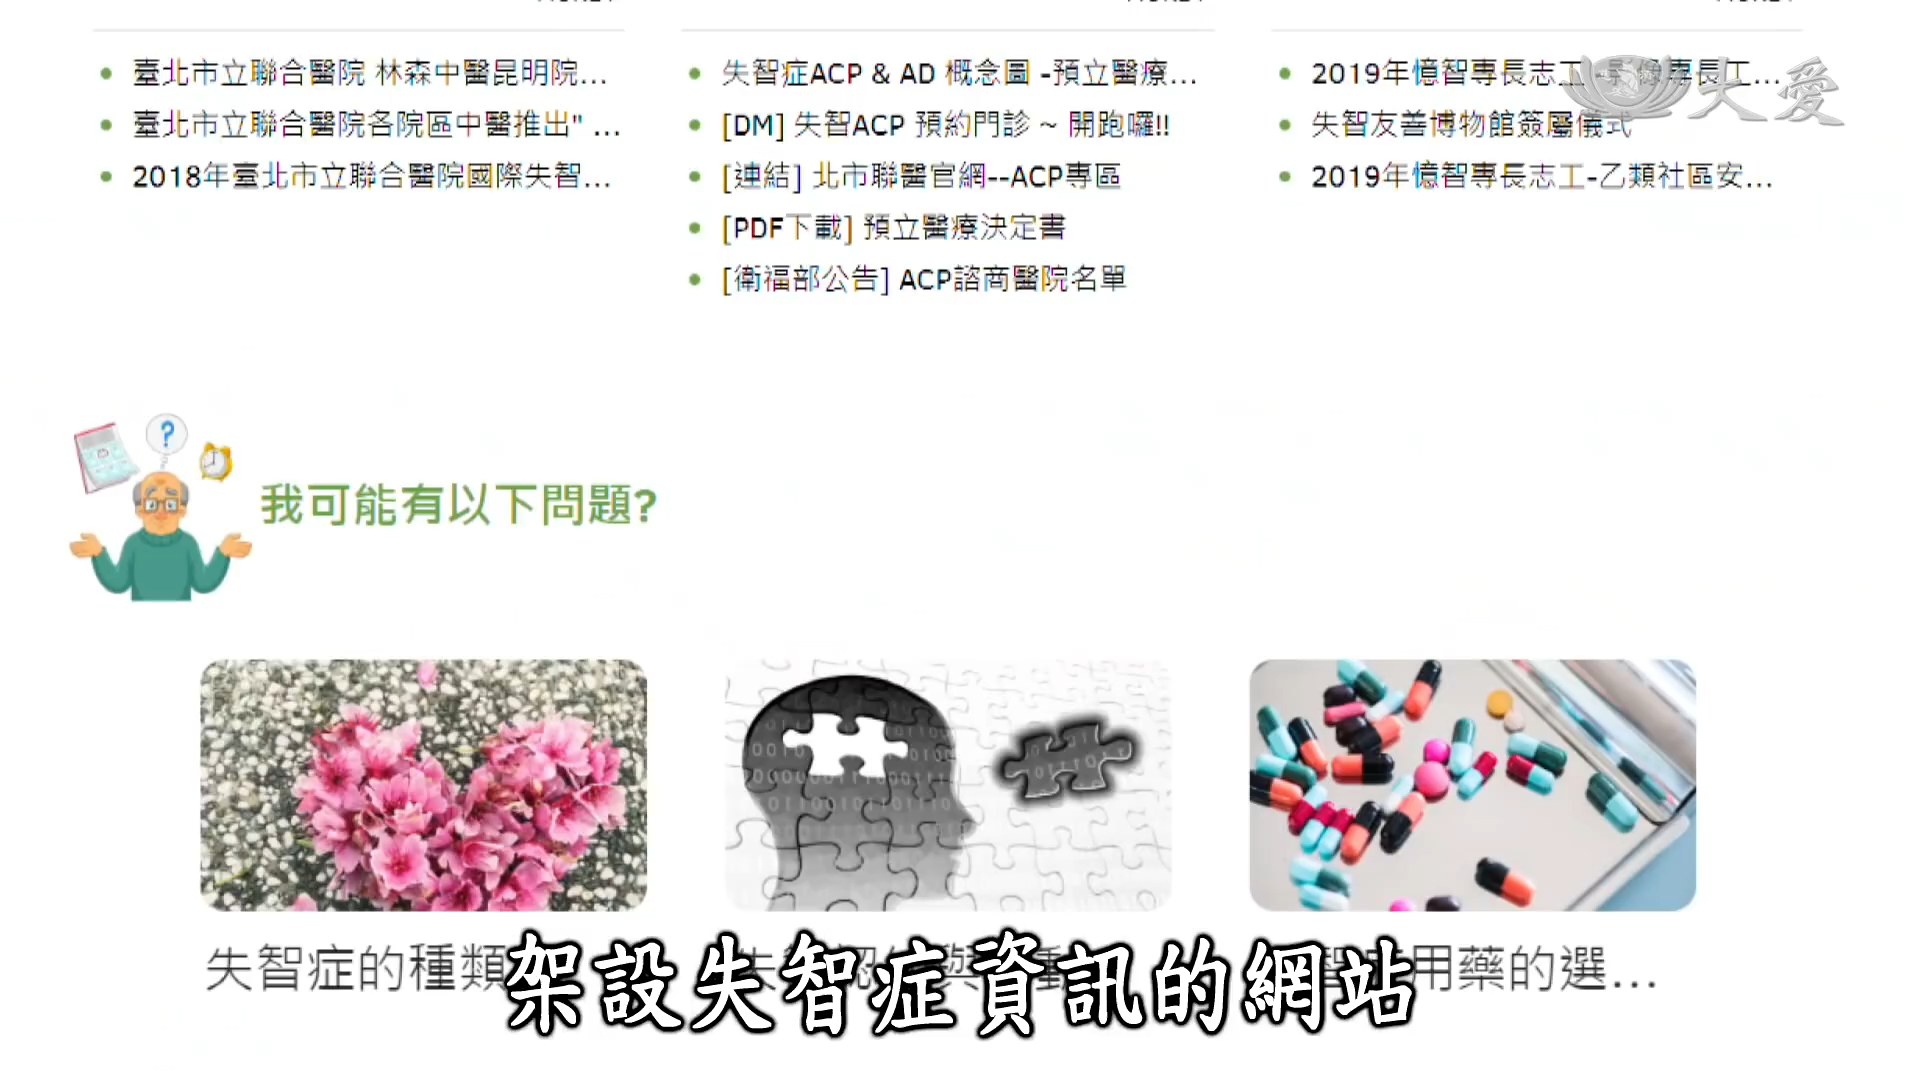 臺北市立聯合醫院 林森中醫昆明院...
臺北市立聯合醫院各院區中醫推出" ...
2018年臺北市立聯合醫院國際失智...
失智症ACP & AD 概念圖 -預立醫療...
[DM] 失智ACP 預約門診 ~ 開跑囉!!
[連結] 北市聯醫官網--ACP專區
[PDF下載] 預立醫療決定書
[衛福部公告] ACP諮商醫院名單
2019年憶智專長志工-影像專長工...
失智友善博物館簽屬儀式
2019年憶智專長志工-乙類社區安...
大愛
?
我可能有以下問題?
失智症的種類
用藥的選...
架設失智症資訊的網站